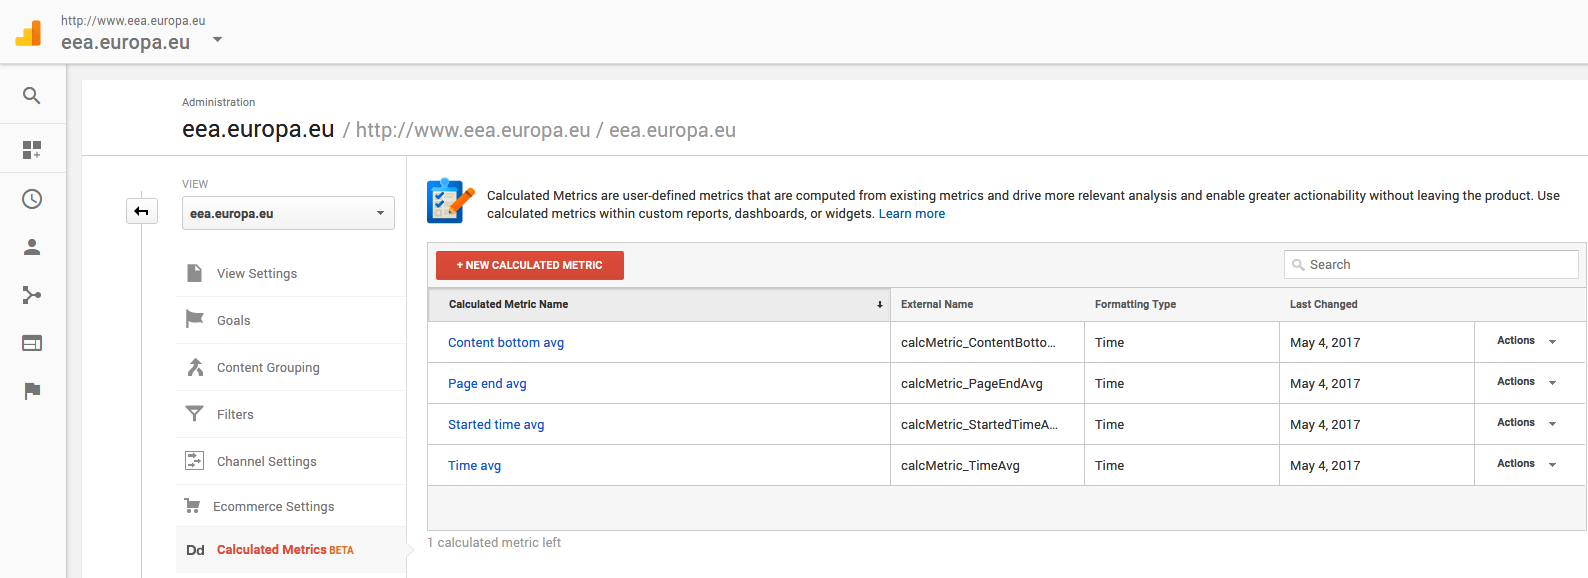 http://www.eea.europa.eu
eea.europa.eu
Administration
eea.europa.eu / http://www.eea.europa.eu / eea.europa.eu
VIEW
eea.europa.eu
View Settings
Goals
Content Grouping
Filters
Channel Settings
Ecommerce Settings
Dd Calculated Metrics BETA
Calculated Metrics are user-defined metrics that are computed from existing metrics and drive more relevant analysis and enable greater actionability without leaving the product. Use
calculated metrics within custom reports, dashboards, or widgets. Learn more
+ NEW CALCULATED METRIC
Search
Calculated Metric Name External Name Formatting Type Last Changed
Content bottom avg calcMetric_ContentBotto... Time May 4, 2017 Actions
Page end avg calcMetric_PageEndAvg Time May 4, 2017 Actions
Started time avg calcMetric_StartedTimeA... Time May 4, 2017 Actions
Time avg calcMetric_TimeAvg Time May 4, 2017 Actions
1 calculated metric left